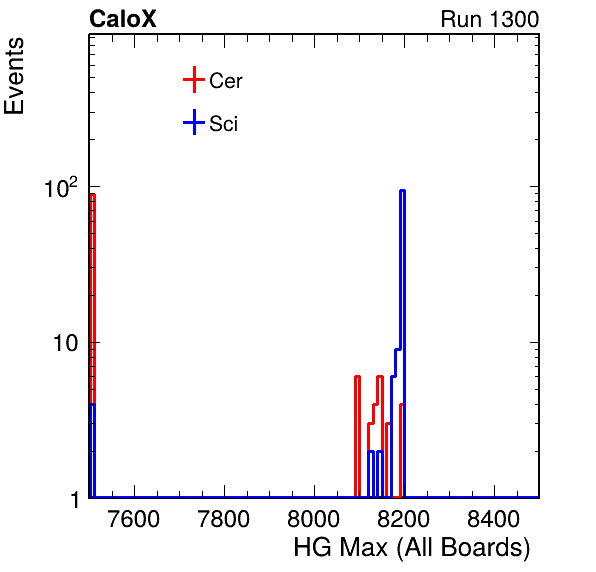 CaloX Run 1300
Events
Cer
Sci
10²
10
1
7600 7800 8000 8200 8400
HG Max (All Boards)